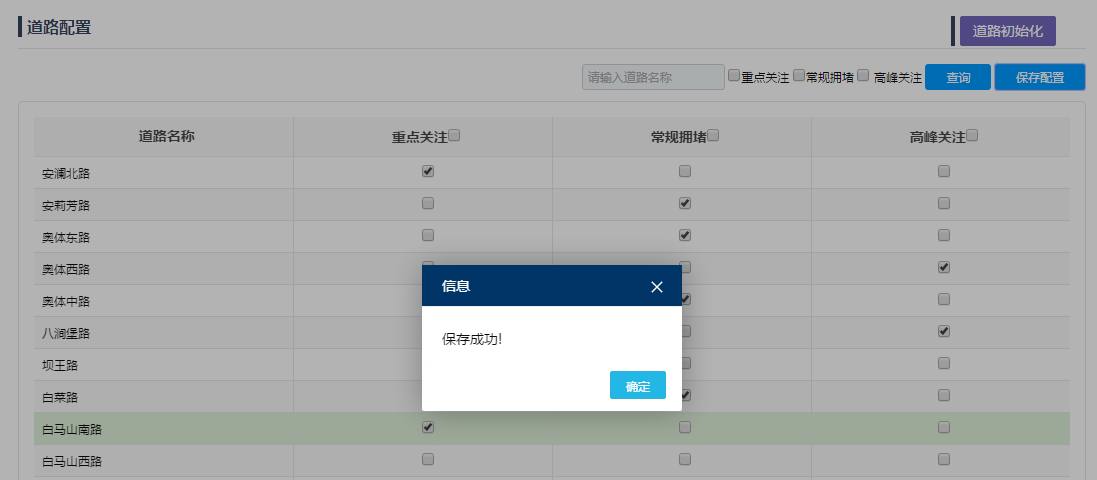 道路配置
道路初始化
请输入道路名称 重点关注 常规拥堵 高峰关注 查询 保存配置
道路名称 重点关注 常规拥堵 高峰关注
安澜北路
安莉芳路
奥体东路
奥体西路
奥体中路
八涧堡路
坝王路
白菜路
白马山南路
白马山西路
信息
保存成功!
确定